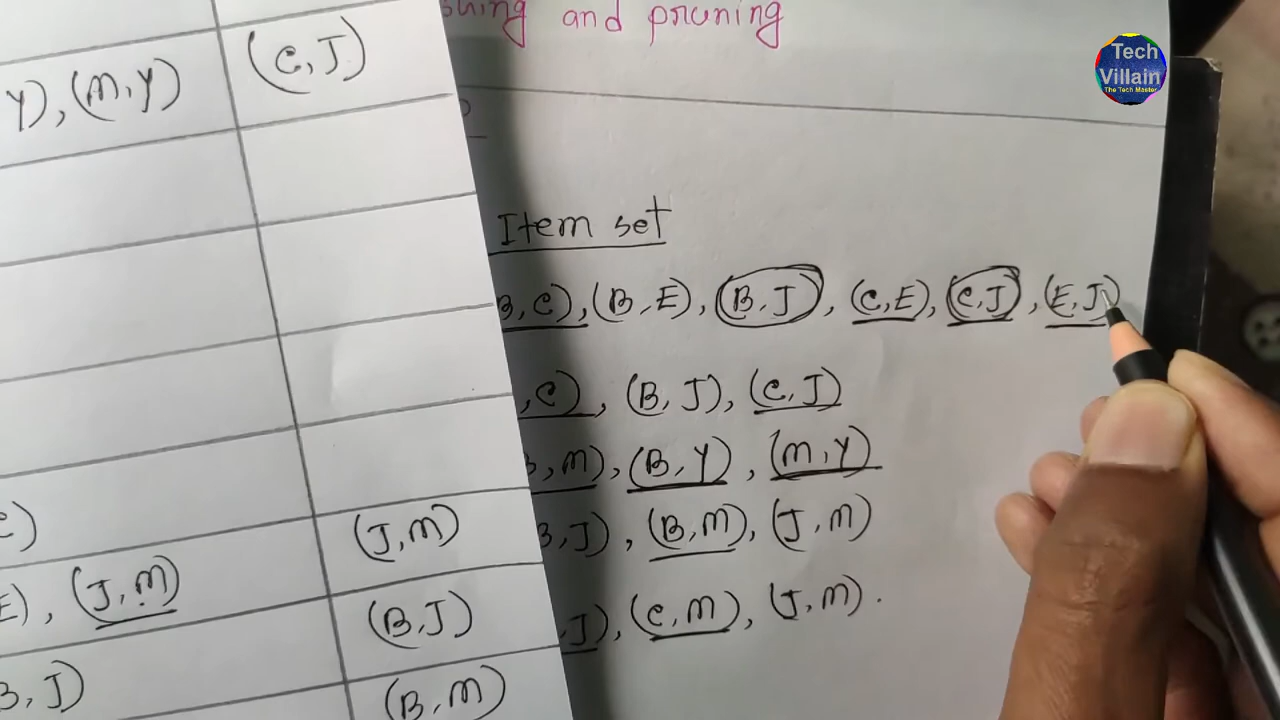 and pruning
Tech
Villain
The Tech Master
Y), (M,Y)
(C,J)
Item set
B,C), (B,E), (B,J), (C,E), (C,J), (E,J)
,C), (B,J), (C,J)
,M), (B,Y), (M,Y)
B,J), (B,M), (J,M)
,J), (C,M), (J,M).
(J,M)
E), (J,M)
(B,J)
B,J)
(B,M)